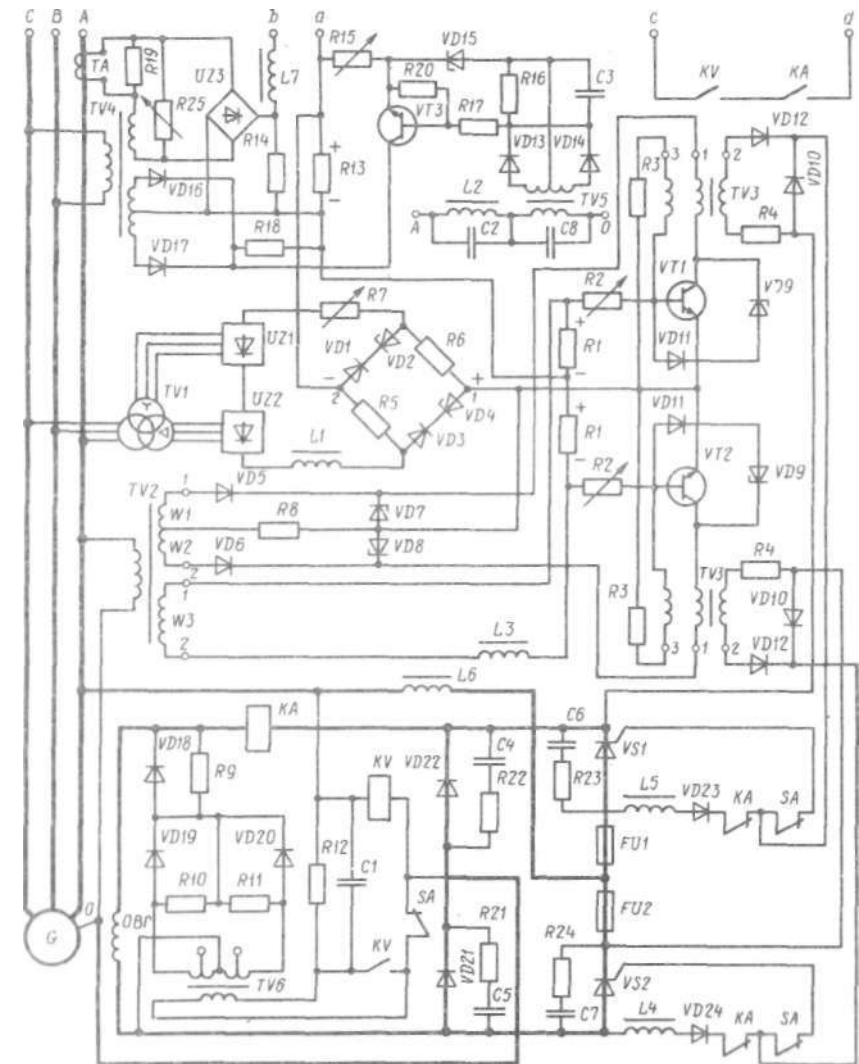 C B A b a c d
TA R19 UZ3 L7 R15 VD15
TV4 R25 R14 R20 R16 C3 KV KA
VT3 R17
VD16 R13 VD13 VD14 R3 3 1 2 VD12
+ −
L2 TV5 TV3 VD10
R18 A C2 C8 O R4
VD17 R2 VT1 VD9
R7
UZ1 VD1 VD2 R6 + R1 − VD11
− 2 + 1
TV1 UZ2 R5 VD4 VD3 VD11
Y Δ + R1 −
L1 R2 VT2 VD9
VD5
TV2 1 W1 R8 VD7
W2 VD6 VD8
2 1 R4
W3 R3 TV3 VD10
2 L3 3 1 1 2 VD12
L6
KA C6 VS1
VD18 R9 KV VD22 C4 R22 R23 L5 VD23 KA SA
VD19 VD20 R12 C1 FU1
R10 R11 SA FU2
G 0 ОВГ R21 R24
KV VD21 VS2
TV6 C5 C7 L4 VD24 KA SA